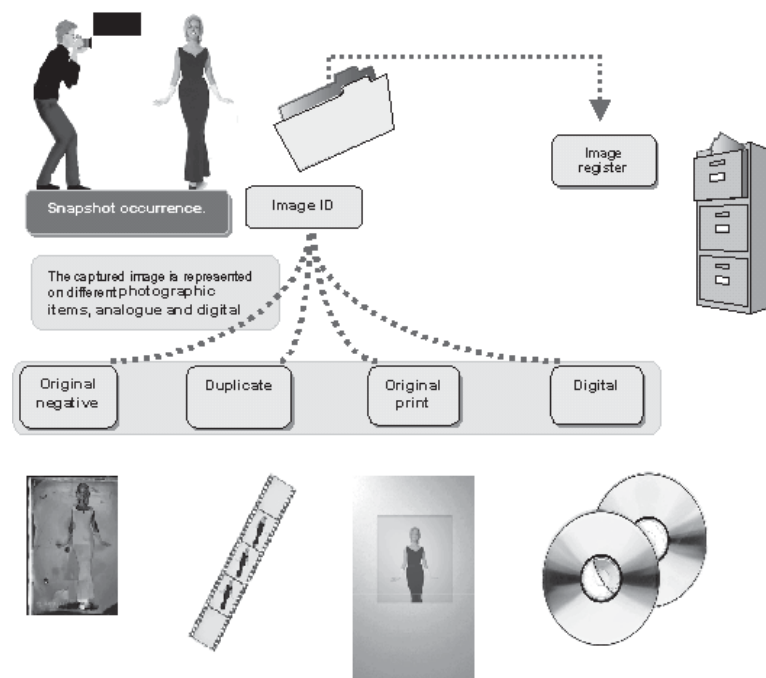 Image
register
Snapshot occurrence.
Image ID
The captured image is represented
on different photographic
items, analogue and digital
Original
negative
Duplicate
Original
print
Digital